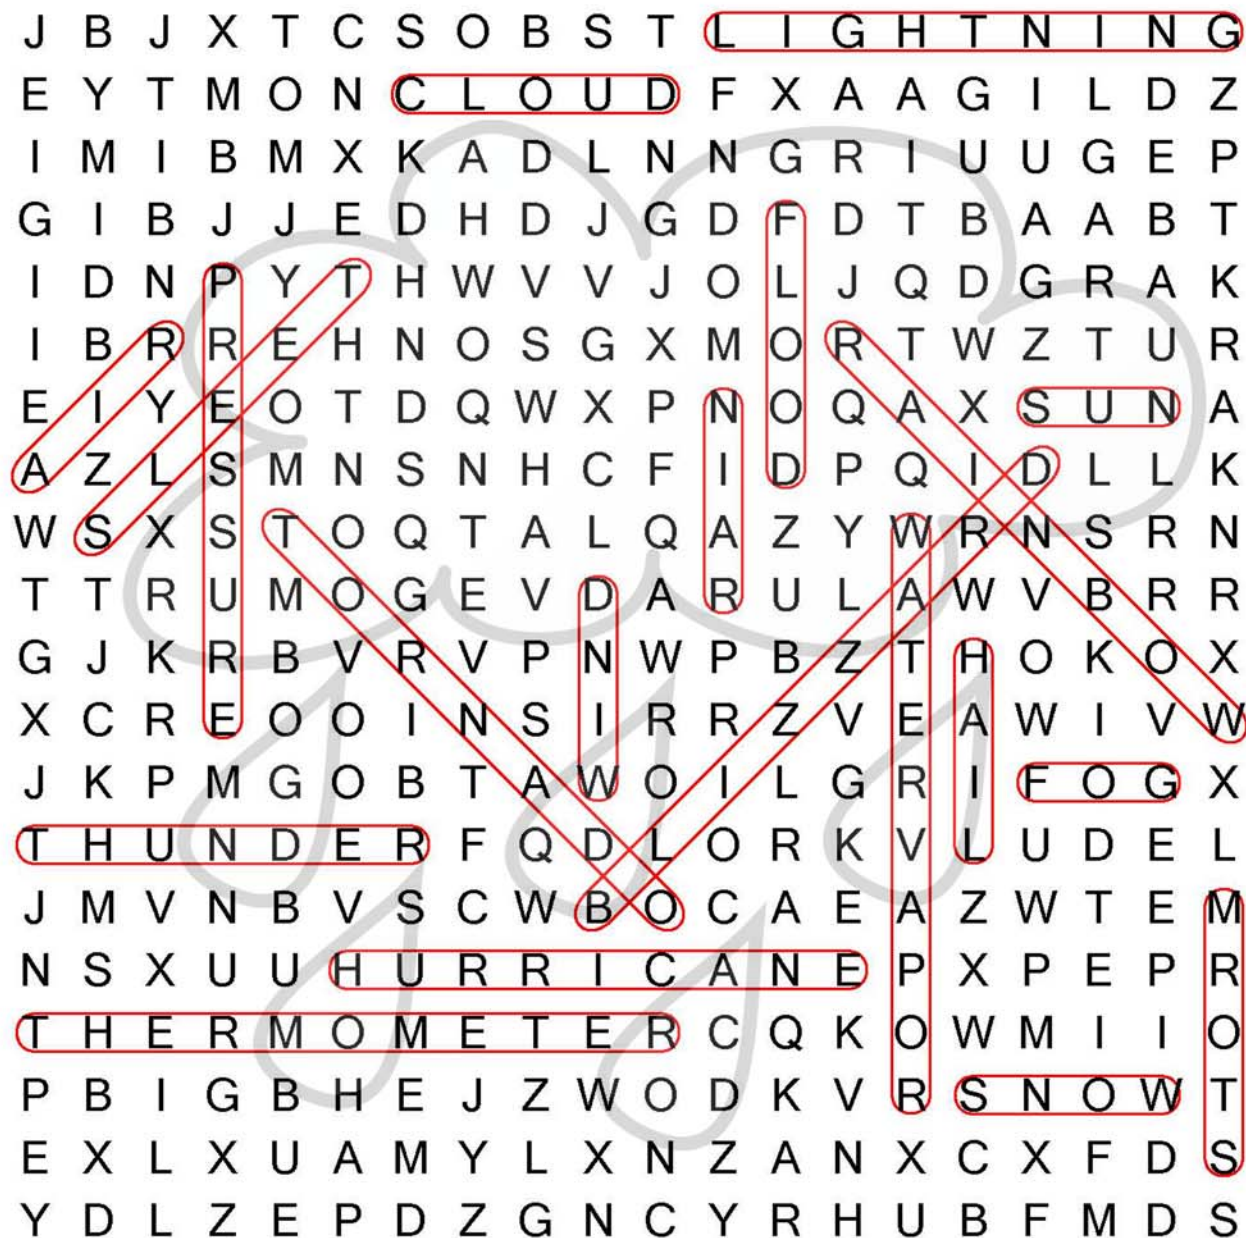 J B J X T C S O B S T L I G H T N I N G
E Y T M O N C L O U D F X A A G I L D Z
I M I B M X K A D L N N G R I U U G E P
G I B J J E D H D J G D F D T B A A B T
I D N P Y T H W V V J O L J Q D G R A K
I B R R E H N O S G X M O R T W Z T U R
E I Y E O T D Q W X P N O Q A X S U N A
A Z L S M N S N H C F I D P Q I D L L K
W S X S T O Q T A L Q A Z Y W R N S R N
T T R U M O G E V D A R U L A W V B R R
G J K R B V R V P N W P B Z T H O K O X
X C R E O O I N S I R R Z V E A W I V W
J K P M G O B T A W O I L G R I F O G X
T H U N D E R F Q D L O R K V L U D E L
J M V N B V S C W B O C A E A Z W T E M
N S X U U H U R R I C A N E P X P E P R
T H E R M O M E T E R C Q K O W M I I O
P B I G B H E J Z W O D K V R S N O W T
E X L X U A M Y L X N Z A N X C X F D S
Y D L Z E P D Z G N C Y R H U B F M D S